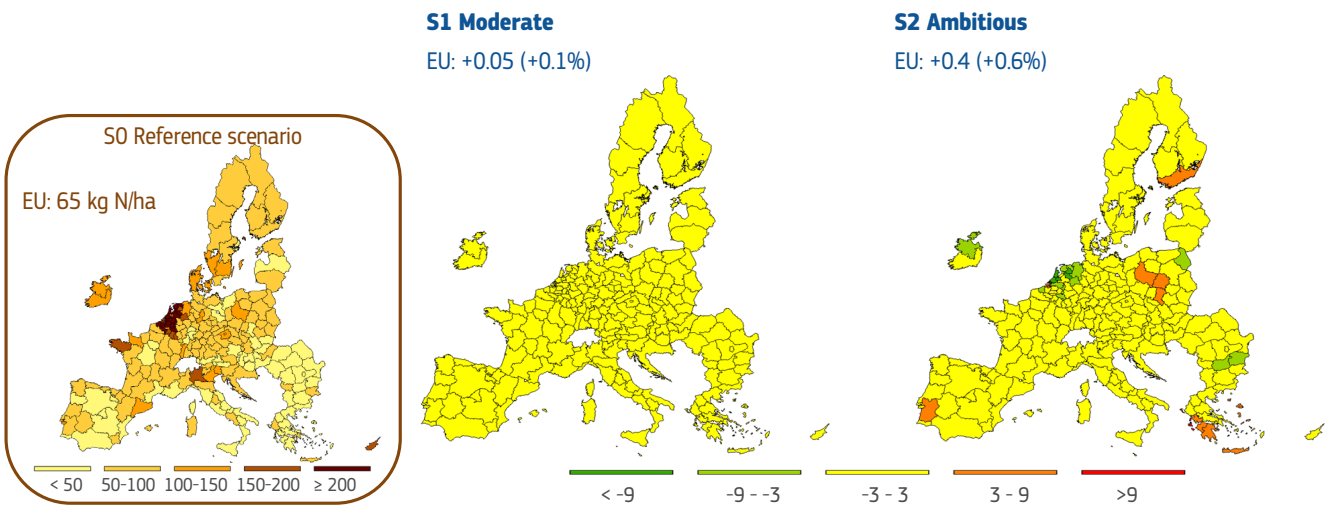 S1 Moderate
EU: +0.05 (+0.1%)
S2 Ambitious
EU: +0.4 (+0.6%)
S0 Reference scenario
EU: 65 kg N/ha
< 50 50-100 100-150 150-200 ≥ 200
< -9 -9 - -3 -3 - 3 3 - 9 >9